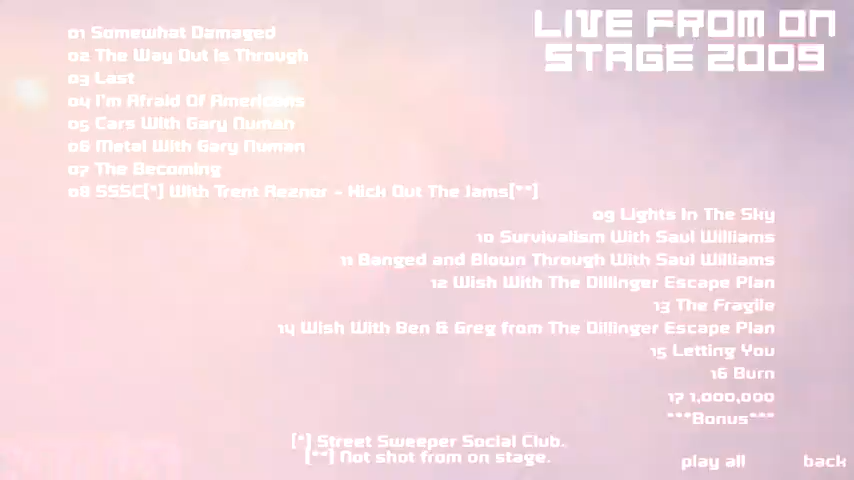 LIVE FROM ON
STAGE 2009
01 Somewhat Damaged
02 The Way Out Is Through
03 Last
04 I'm Afraid Of Americans
05 Cars With Gary Numan
06 Metal With Gary Numan
07 The Becoming
08 SSSC[*] With Trent Reznor - Kick Out The Jams[**]
09 Lights In The Sky
10 Survivalism With Saul Williams
11 Banged and Blown Through With Saul Williams
12 Wish With The Dillinger Escape Plan
13 The Fragile
14 Wish With Ben & Greg from The Dillinger Escape Plan
15 Letting You
16 Burn
17 1,000,000
***Bonus***
[*] Street Sweeper Social Club.
[**] Not shot from on stage.
play all
back